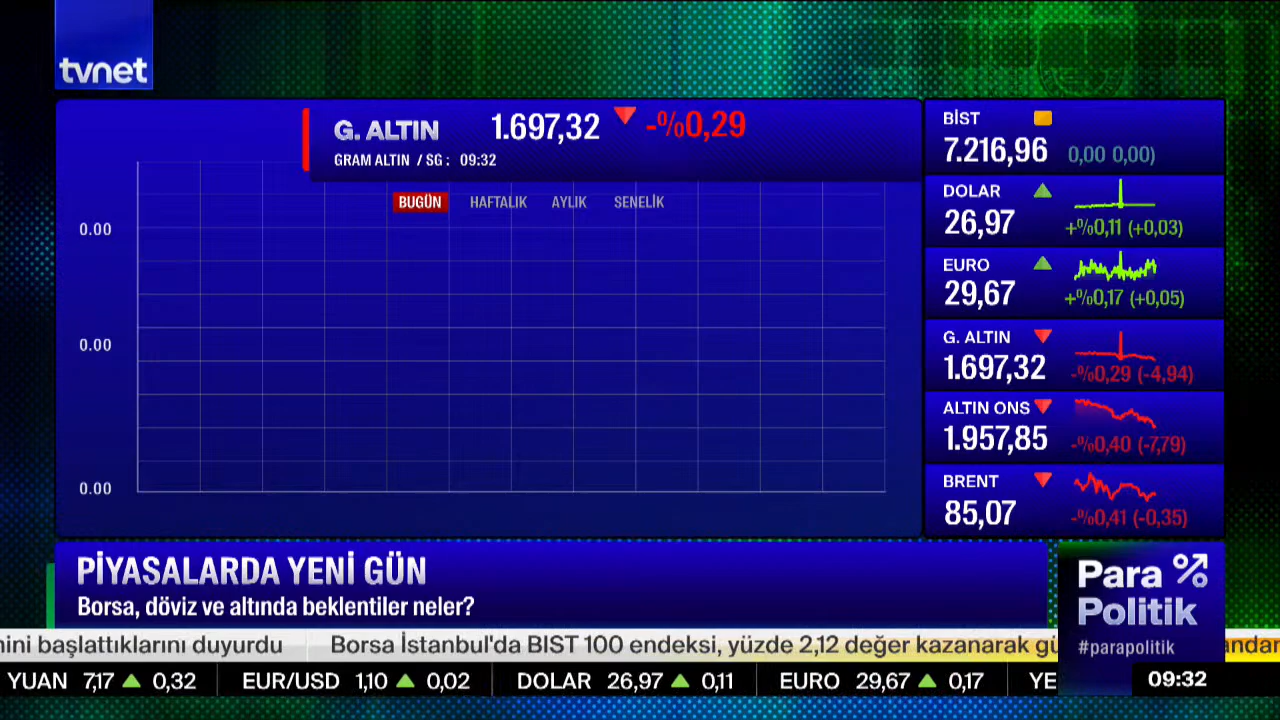 tvnet
G. ALTIN 1.697,32 -%0,29
GRAM ALTIN / SG : 09:32
BUGÜN HAFTALIK AYLIK SENELİK
0.00
0.00
0.00
BİST
7.216,96 0,00 0,00)
DOLAR
26,97 +%0,11 (+0,03)
EURO
29,67 +%0,17 (+0,05)
G. ALTIN
1.697,32 -%0,29 (-4,94)
ALTIN ONS
1.957,85 -%0,40 (-7,79)
BRENT
85,07 -%0,41 (-0,35)
PİYASALARDA YENİ GÜN
Borsa, döviz ve altında beklentiler neler?
Para %
Politik
#parapolitik
ini başlattıklarını duyurdu Borsa İstanbul'da BIST 100 endeksi, yüzde 2,12 değer kazanarak gü andar
YUAN 7,17 0,32 EUR/USD 1,10 0,02 DOLAR 26,97 0,11 EURO 29,67 0,17 YE
09:32